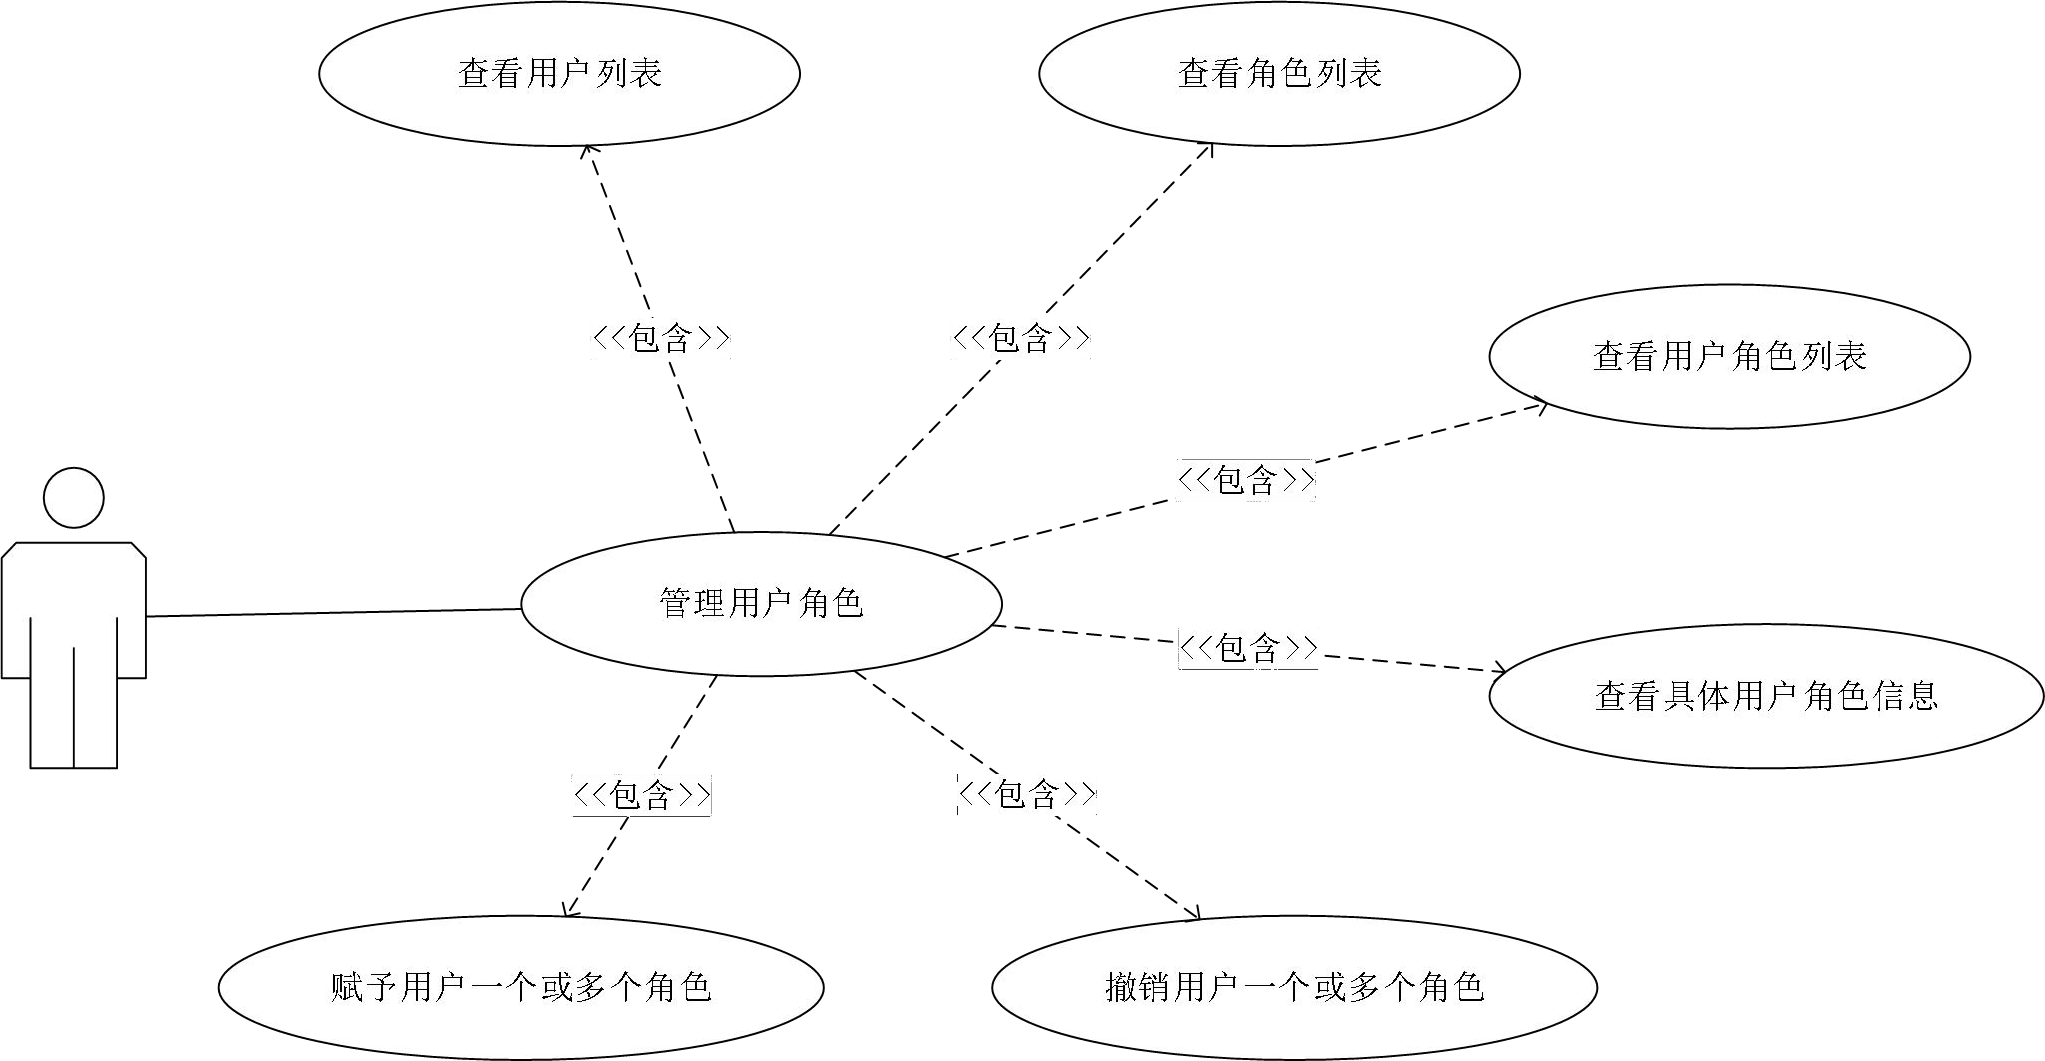 查看用户列表
查看角色列表
<<包含>>
<<包含>>
查看用户角色列表
<<包含>>
管理用户角色
<<包含>>
查看具体用户角色信息
<<包含>>
<<包含>>
赋予用户一个或多个角色
撤销用户一个或多个角色